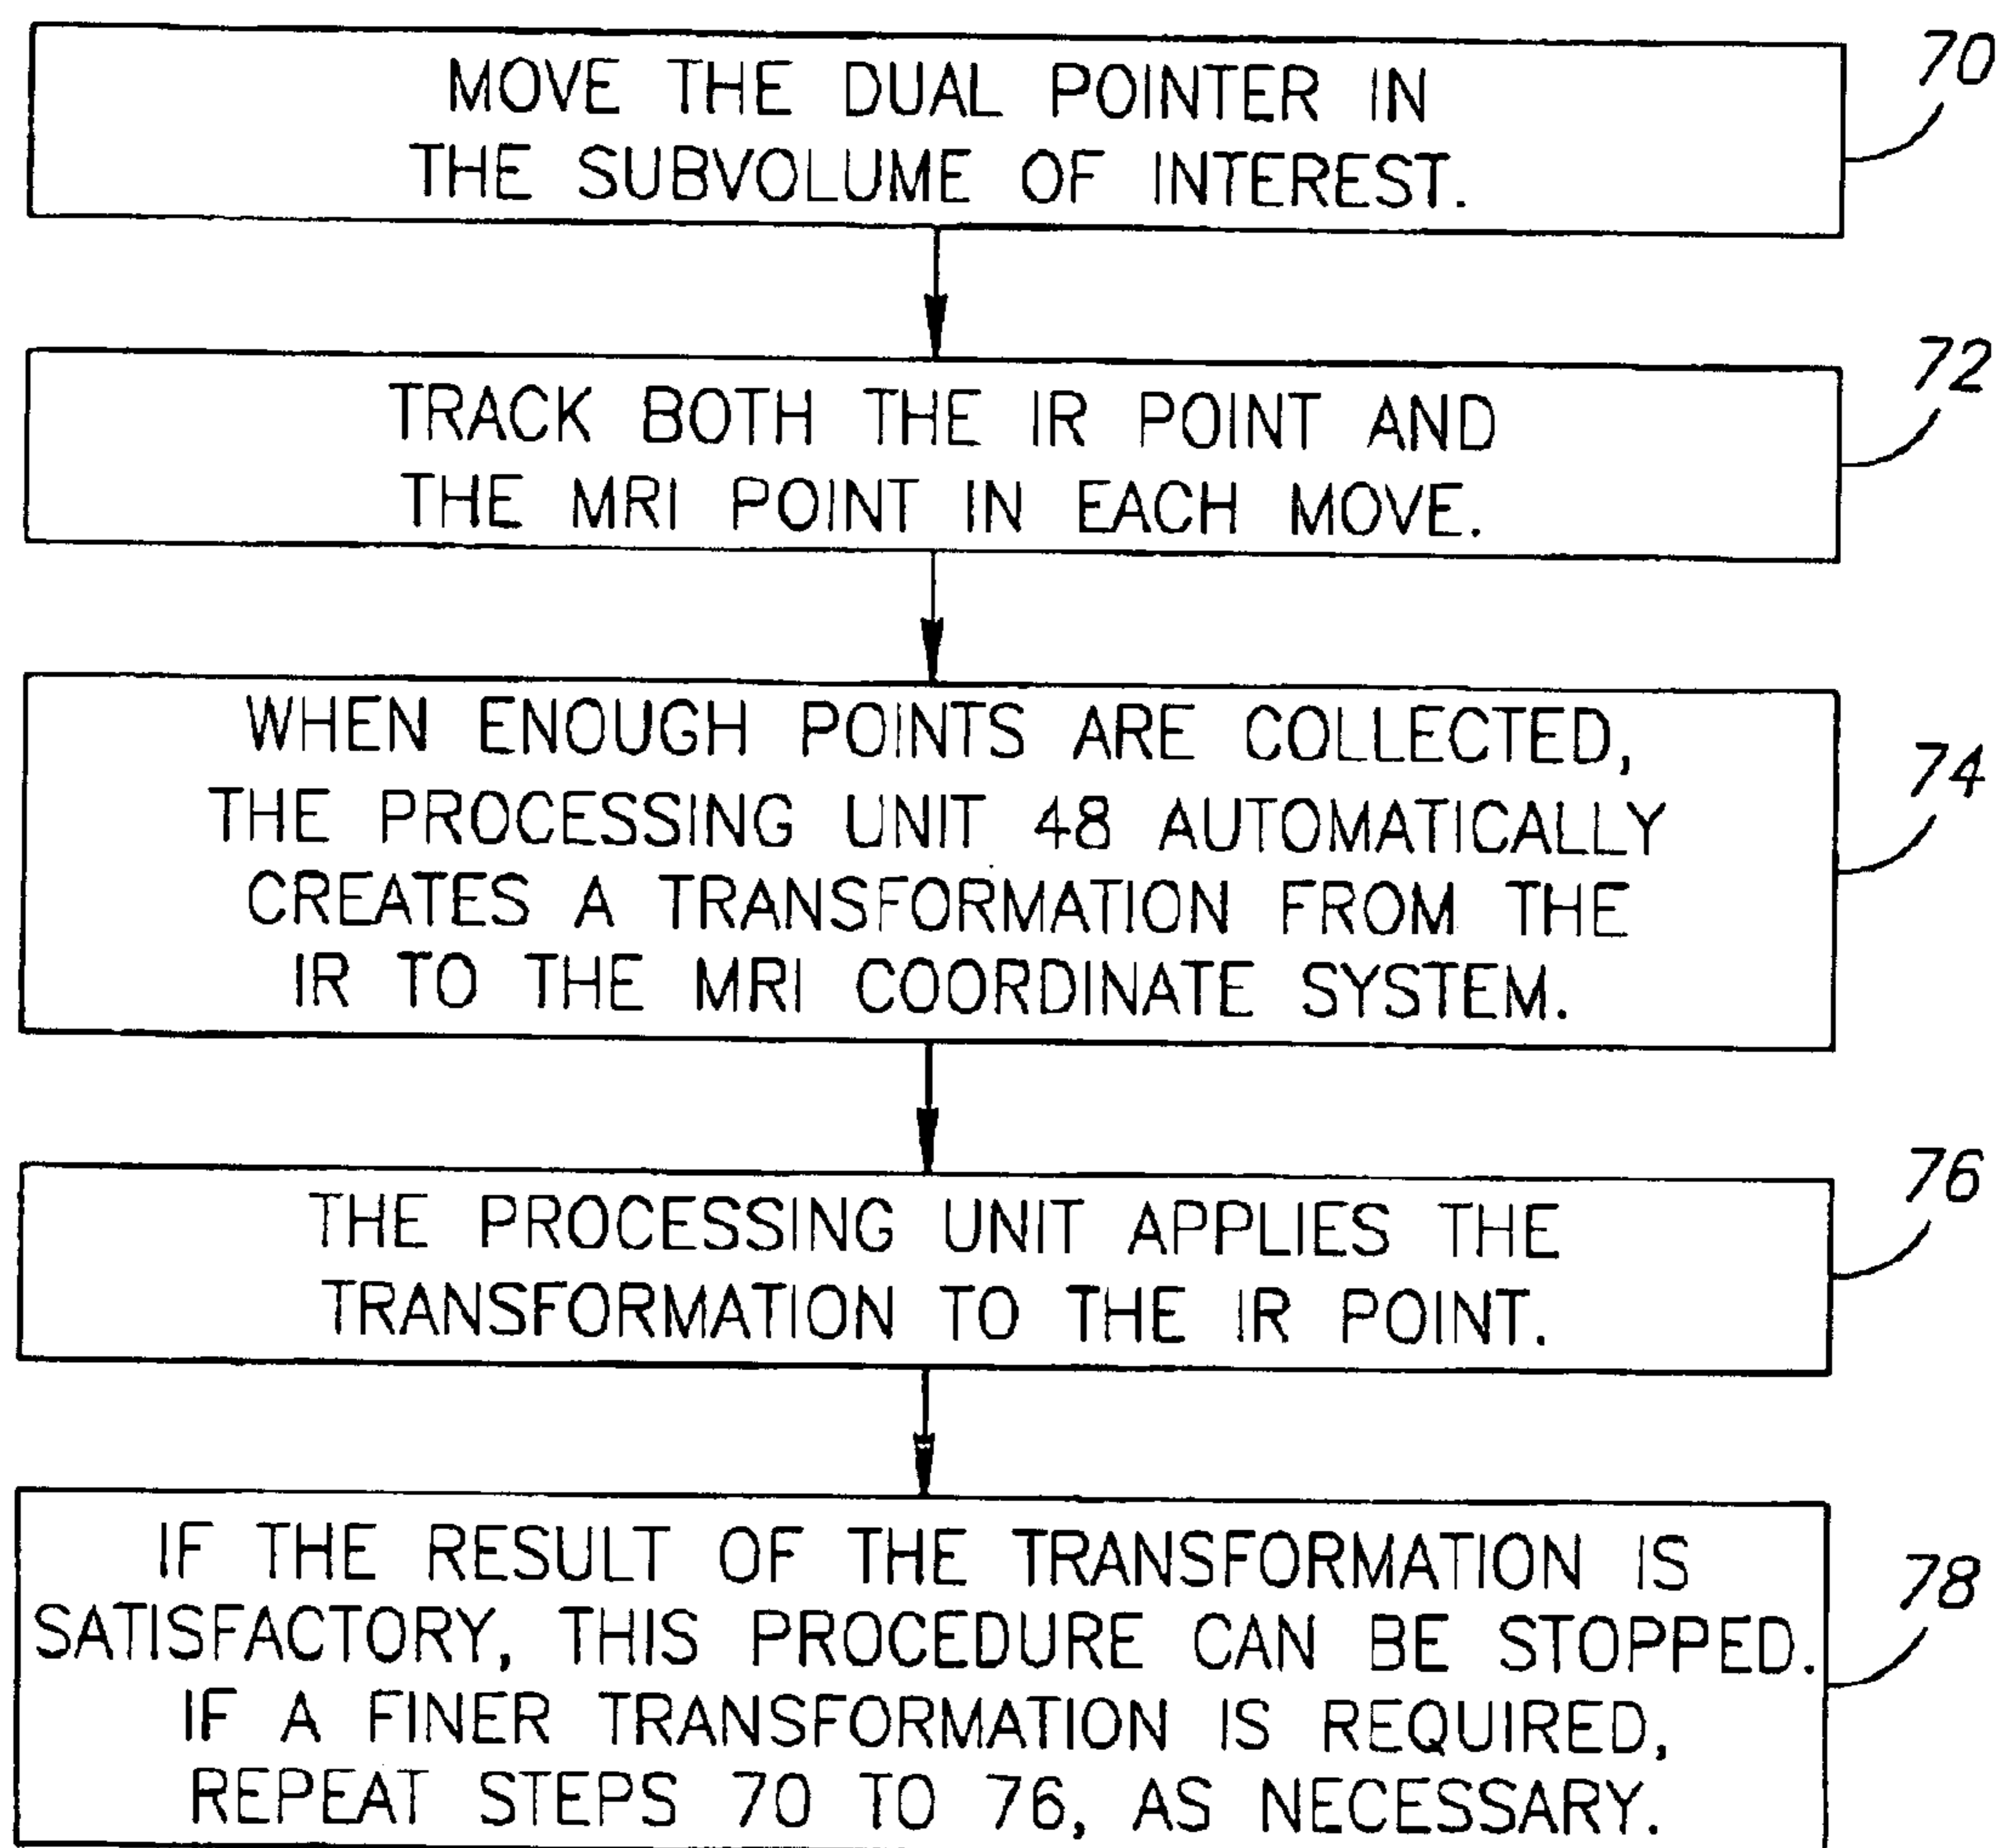 MOVE THE DUAL POINTER IN
THE SUBVOLUME OF INTEREST.
70
TRACK BOTH THE IR POINT AND
THE MRI POINT IN EACH MOVE.
72
WHEN ENOUGH POINTS ARE COLLECTED,
THE PROCESSING UNIT 48 AUTOMATICALLY
CREATES A TRANSFORMATION FROM THE
IR TO THE MRI COORDINATE SYSTEM.
74
THE PROCESSING UNIT APPLIES THE
TRANSFORMATION TO THE IR POINT.
76
IF THE RESULT OF THE TRANSFORMATION IS
SATISFACTORY, THIS PROCEDURE CAN BE STOPPED.
IF A FINER TRANSFORMATION IS REQUIRED,
REPEAT STEPS 70 TO 76, AS NECESSARY.
78